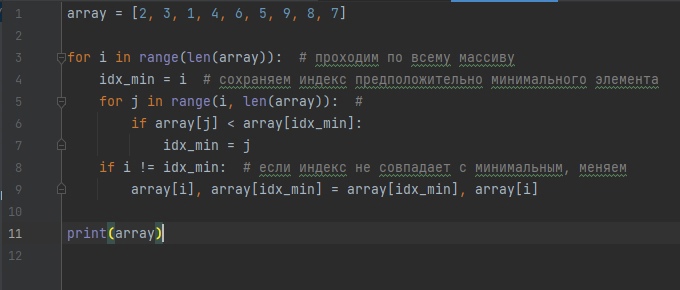 1 array = [2, 3, 1, 4, 6, 5, 9, 8, 7]
2
3 for i in range(len(array)):  # проходим по всему массиву
4     idx_min = i  # сохраняем индекс предположительно минимального элемента
5     for j in range(i, len(array)):  #
6         if array[j] < array[idx_min]:
7             idx_min = j
8     if i != idx_min:  # если индекс не совпадает с минимальным, меняем
9         array[i], array[idx_min] = array[idx_min], array[i]
10
11 print(array)
12